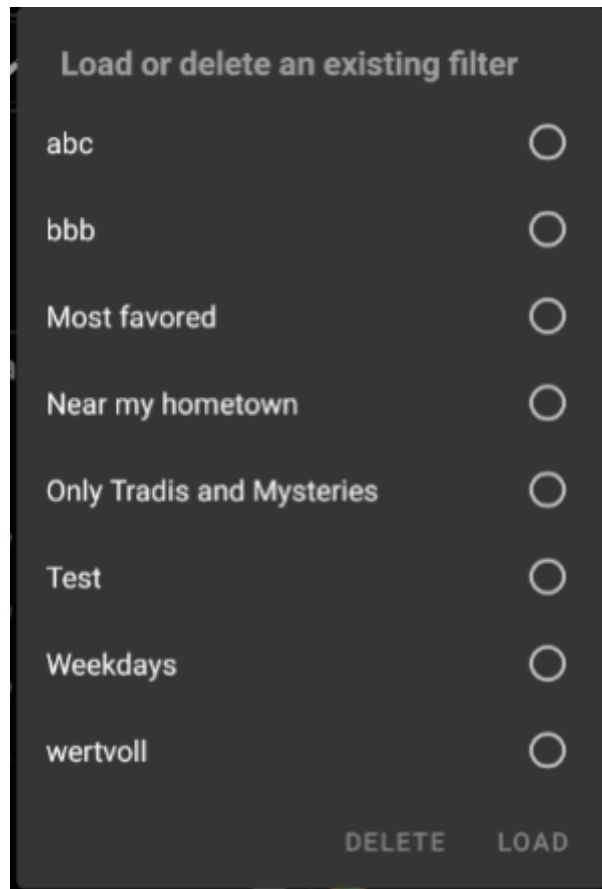 Load or delete an existing filter
abc
bbb
Most favored
Near my hometown
Only Tradis and Mysteries
Test
Weekdays
wertvoll
DELETE LOAD